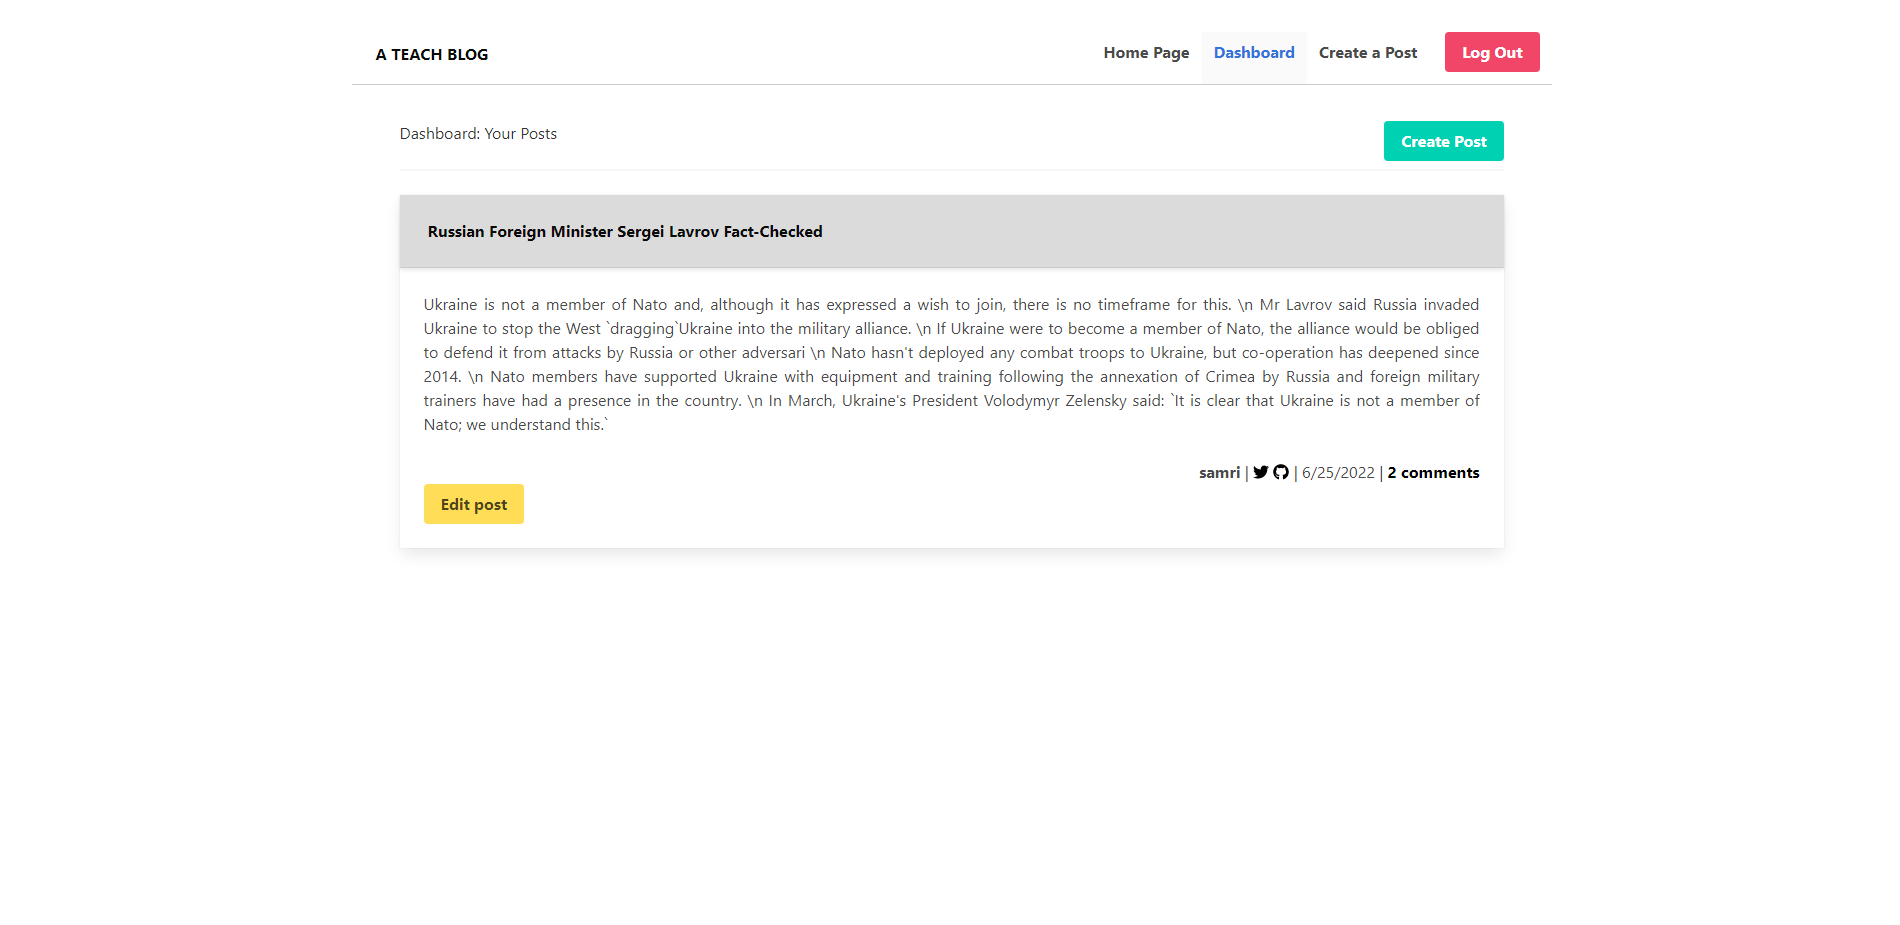 A TEACH BLOG
Home Page
Dashboard
Create a Post
Log Out
Dashboard: Your Posts
Create Post
Russian Foreign Minister Sergei Lavrov Fact-Checked
Ukraine is not a member of Nato and, although it has expressed a wish to join, there is no timeframe for this. \n Mr Lavrov said Russia invaded
Ukraine to stop the West `dragging`Ukraine into the military alliance. \n If Ukraine were to become a member of Nato, the alliance would be obliged
to defend it from attacks by Russia or other adversari \n Nato hasn't deployed any combat troops to Ukraine, but co-operation has deepened since
2014. \n Nato members have supported Ukraine with equipment and training following the annexation of Crimea by Russia and foreign military
trainers have had a presence in the country. \n In March, Ukraine's President Volodymyr Zelensky said: `It is clear that Ukraine is not a member of
Nato; we understand this.`
samri | | 6/25/2022 | 2 comments
Edit post